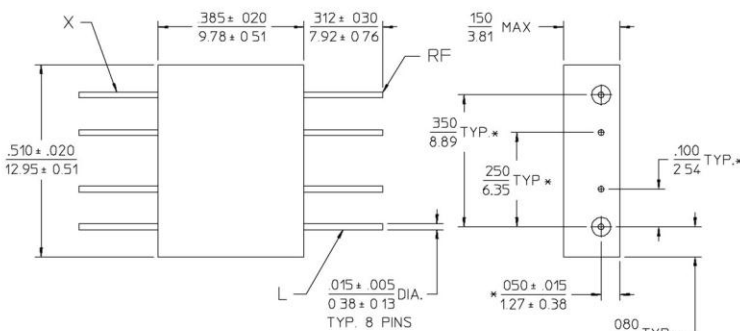 X
.385± 020
9.78± 0 51
.312± 030
7.92± 0 76
RF
150
3.81
MAX
.510± .020
12.95± 0.51
.350
8.89
TYP.*
250
6.35
TYP *
.100
2 54
TYP.*
L
.015± .005
0 38± 0 13
DIA.
TYP. 8 PINS
* 050± .015
1.27± 0.38
080
TYP